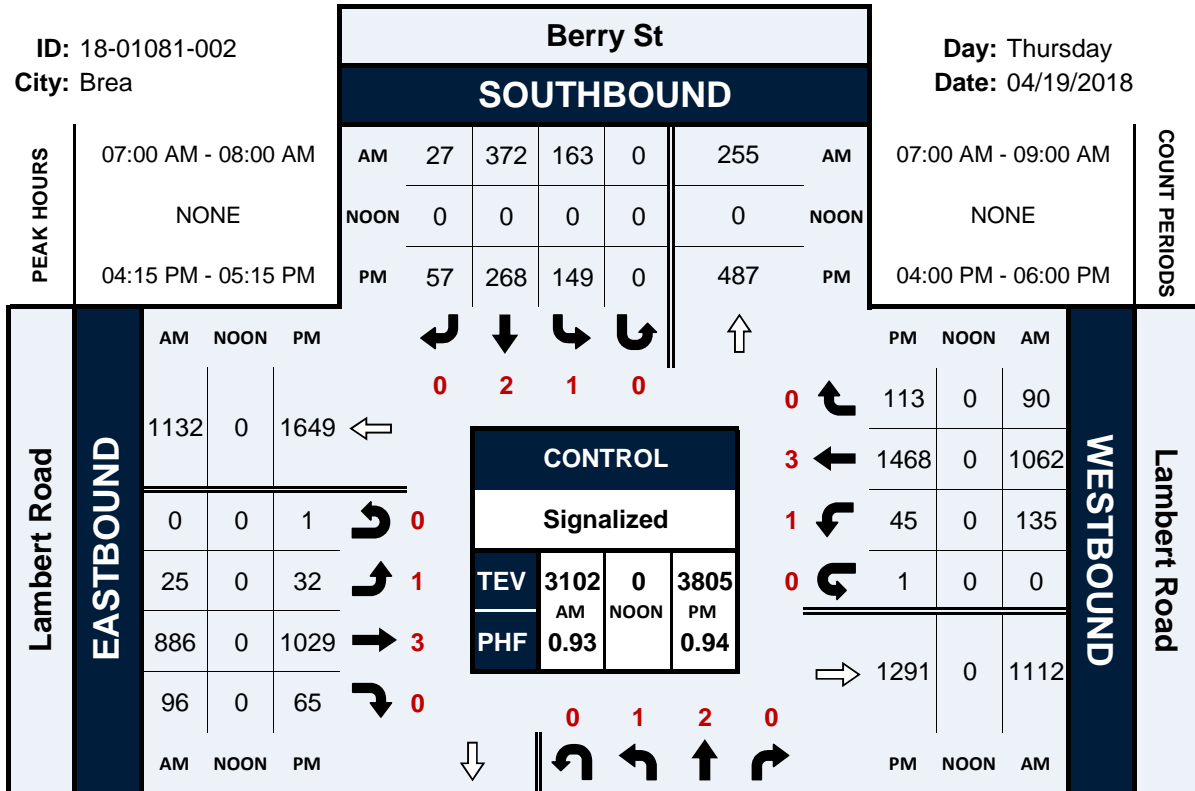 ID: 18-01081-002
City: Brea
Berry St
SOUTHBOUND
Day: Thursday
Date: 04/19/2018
PEAK HOURS
07:00 AM - 08:00 AM
NONE
04:15 PM - 05:15 PM
AM 27 372 163 0 255 AM
NOON 0 0 0 0 0 NOON
PM 57 268 149 0 487 PM
07:00 AM - 09:00 AM
NONE
04:00 PM - 06:00 PM
COUNT PERIODS
0 2 1 0
Lambert Road
EASTBOUND
AM NOON PM
1132 0 1649
0 0 1 0
25 0 32 1
886 0 1029 3
96 0 65 0
AM NOON PM
CONTROL
Signalized
TEV 3102 0 3805
AM NOON PM
PHF 0.93 0.94
PM NOON AM
0 113 0 90
3 1468 0 1062
1 45 0 135
0 1 0 0
1291 0 1112
PM NOON AM
WESTBOUND
Lambert Road
0 1 2 0